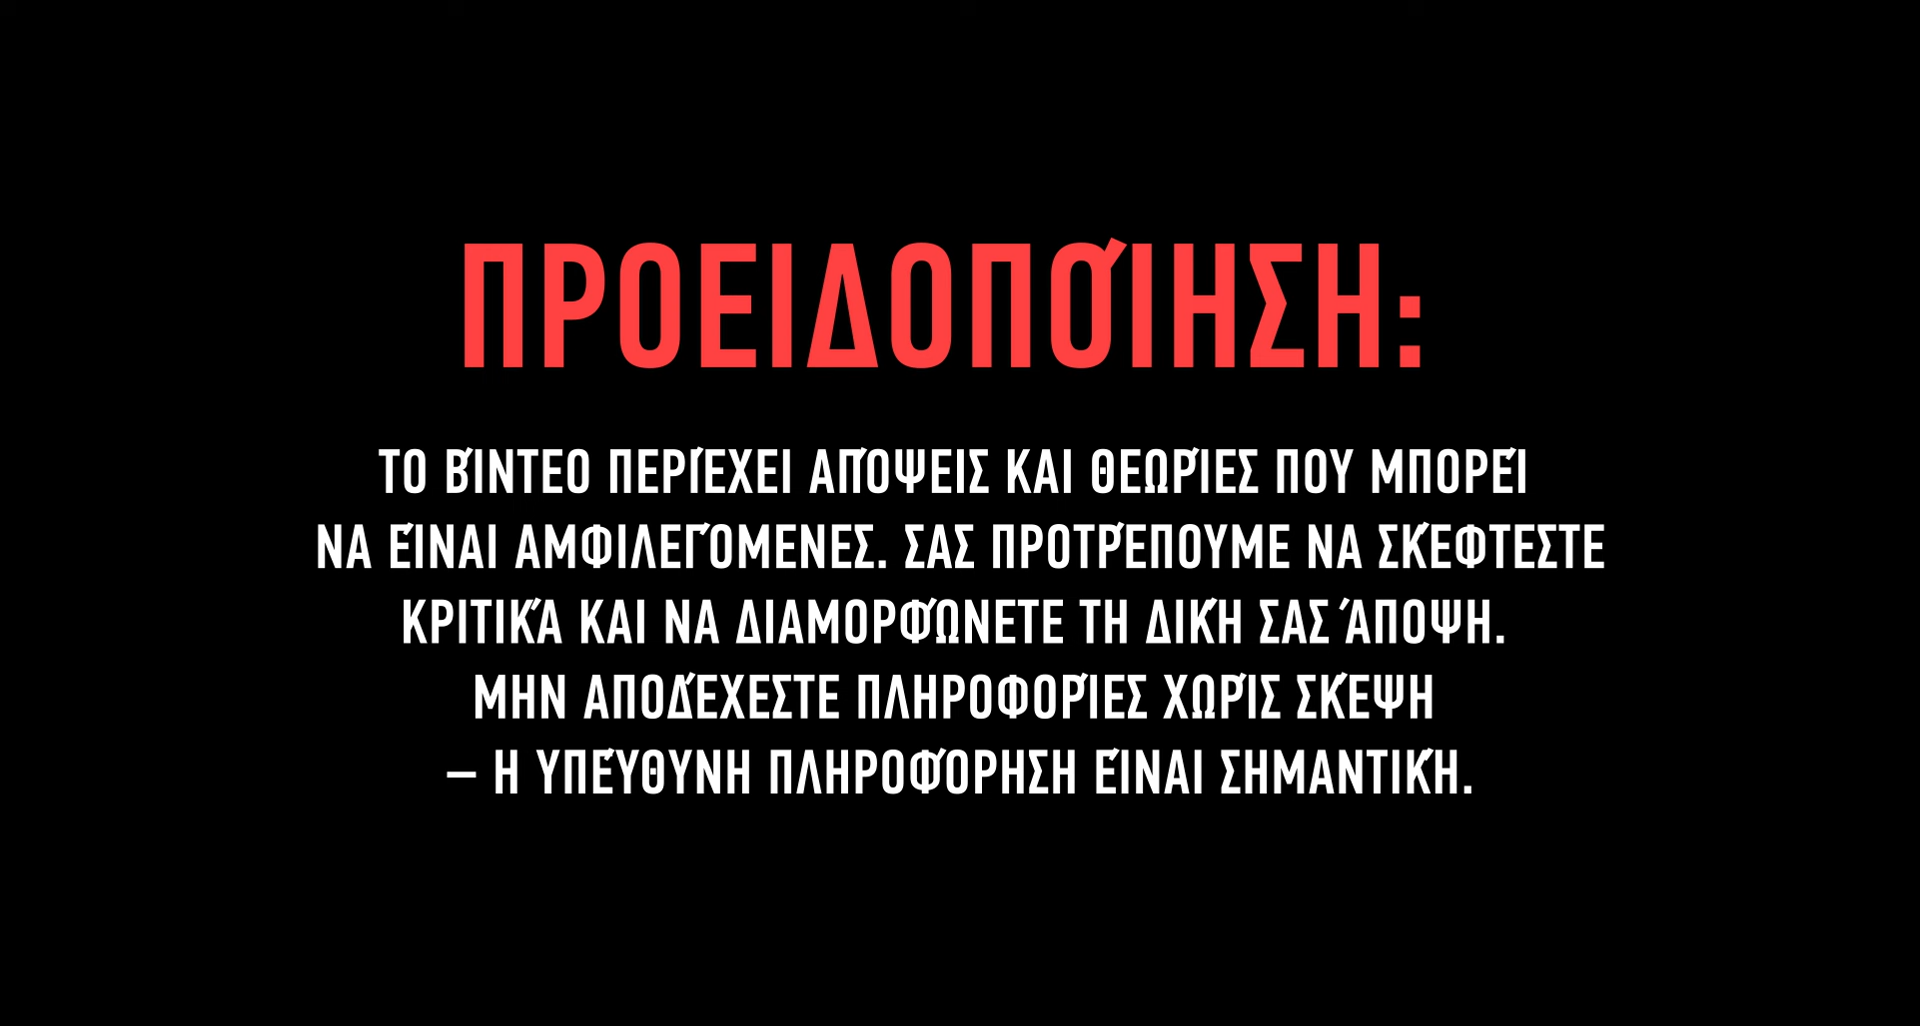 ΠΡΟΕΙΔΟΠΟΊΗΣΗ:
ΤΟ ΒΊΝΤΕΟ ΠΕΡΙΈΧΕΙ ΑΠΌΨΕΙΣ ΚΑΙ ΘΕΩΡΊΕΣ ΠΟΥ ΜΠΟΡΕΊ
ΝΑ ΕΊΝΑΙ ΑΜΦΙΛΕΓΌΜΕΝΕΣ. ΣΑΣ ΠΡΟΤΡΈΠΟΥΜΕ ΝΑ ΣΚΈΦΤΕΣΤΕ
ΚΡΙΤΙΚΆ ΚΑΙ ΝΑ ΔΙΑΜΟΡΦΏΝΕΤΕ ΤΗ ΔΙΚΉ ΣΑΣ ΆΠΟΨΗ.
ΜΗΝ ΑΠΟΔΈΧΕΣΤΕ ΠΛΗΡΟΦΟΡΊΕΣ ΧΩΡΊΣ ΣΚΈΨΗ
– Η ΥΠΕΎΘΥΝΗ ΠΛΗΡΟΦΌΡΗΣΗ ΕΊΝΑΙ ΣΗΜΑΝΤΙΚΉ.